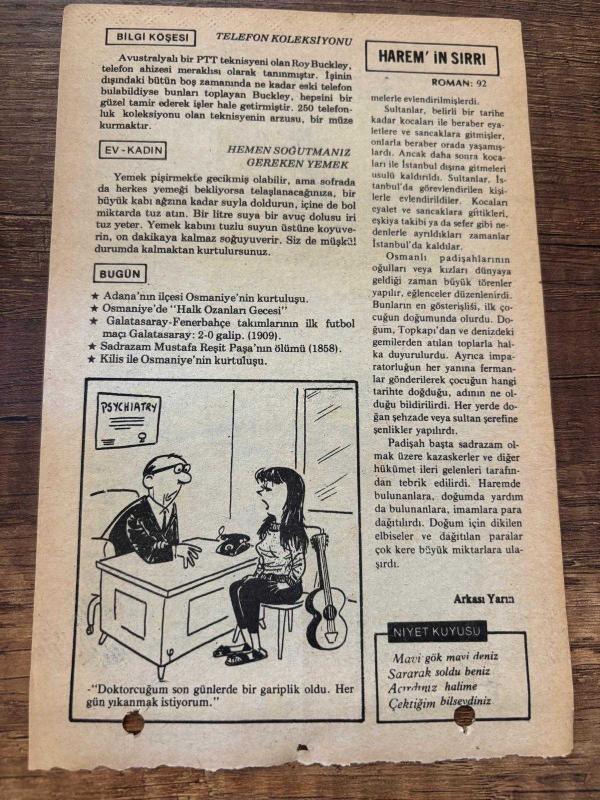 BİLGİ KÖŞESİ
TELEFON KOLEKSİYONU
Avustralyalı bir PTT teknisyeni olan Roy Buckley,
telefon ahizesi meraklısı olarak tanınmıştır. İşinin
dışındaki bütün boş zamanında ne kadar eski telefon
bulabildiyse bunları toplayan Buckley, hepsini bir
güzel tamir ederek işler hale getirmiştir. 250 telefon-
luk koleksiyonu olan teknisyenin arzusu, bir müze
kurmaktır.
EV-KADIN
HEMEN SOĞUTMANIZ
GEREKEN YEMEK
Yemek pişirmekte gecikmiş olabilir, ama sofrada
da herkes yemeği bekliyorsa telaşlanacağınıza, bir
büyük kabı ağzına kadar suyla doldurun, içine de bol
miktarda tuz atın. Bir litre suya bir avuç dolusu iri
tuz yeter. Yemek kabını tuzlu suyun üstüne koyuve-
rin, on dakikaya kalmaz soğuyuverir. Siz de müşkül
durumda kalmaktan kurtulursunuz.
BUGÜN
★ Adana'nın ilçesi Osmaniye'nin kurtuluşu.
★ Osmaniye'de "Halk Ozanları Gecesi"
★ Galatasaray-Fenerbahçe takımlarının ilk futbol
maçı Galatasaray: 2-0 galip. (1909).
★ Sadrazam Mustafa Reşit Paşa'nın ölümü (1858).
★ Kilis ile Osmaniye'nin kurtuluşu.
PSYCHIATRY
-"Doktorcuğum son günlerde bir gariplik oldu. Her
gün yıkanmak istiyorum."
HAREM' iN SIRRI
ROMAN: 92
melerle evlendirilmişlerdi.
Sultanlar, belirli bir tarihe
kadar kocaları ile beraber eya-
letlere ve sancaklara gitmişler,
onlarla beraber orada yaşamış-
lardı. Ancak daha sonra koca-
ları ile İstanbul dışına gitmeleri
usulü kaldırıldı. Sultanlar, İs-
tanbul'da görevlendirilen kişi-
lerle evlendirildiler. Kocaları
eyalet ve sancaklara gittikleri,
eşkiya takibi ya da sefer gibi ne-
denlerle ayrıldıkları zamanlar
İstanbul'da kaldılar.
Osmanlı padişahlarının
oğulları veya kızları dünyaya
geldiği zaman büyük törenler
yapılır, eğlenceler düzenlenirdi.
Bunların en gösterişlisi, ilk ço-
cuğun doğumunda olurdu. Do-
ğum, Topkapı'dan ve denizdeki
gemilerden atılan toplarla hal-
ka duyurulurdu. Ayrıca impa-
ratorluğun her yanına ferman-
lar gönderilerek çocuğun hangi
tarihte doğduğu, adının ne ol-
duğu bildirilirdi. Her yerde do-
ğan şehzade veya sultan şerefine
şenlikler yapılırdı.
Padişah başta sadrazam ol-
mak üzere kazaskerler ve diğer
hükümet ileri gelenleri tarafın-
dan tebrik edilirdi. Haremde
bulunanlara, doğumda yardım
da bulunanlara, imamlara para
dağıtılırdı. Doğum için dikilen
elbiseler ve dağıtılan paralar
çok kere büyük miktarlara ula-
şırdı.
Arkası Yarın
NİYET KUYUSU
Mavi gök mavi deniz
Sararak soldu beniz
Acırdınız halime
Çektiğim bilseydiniz